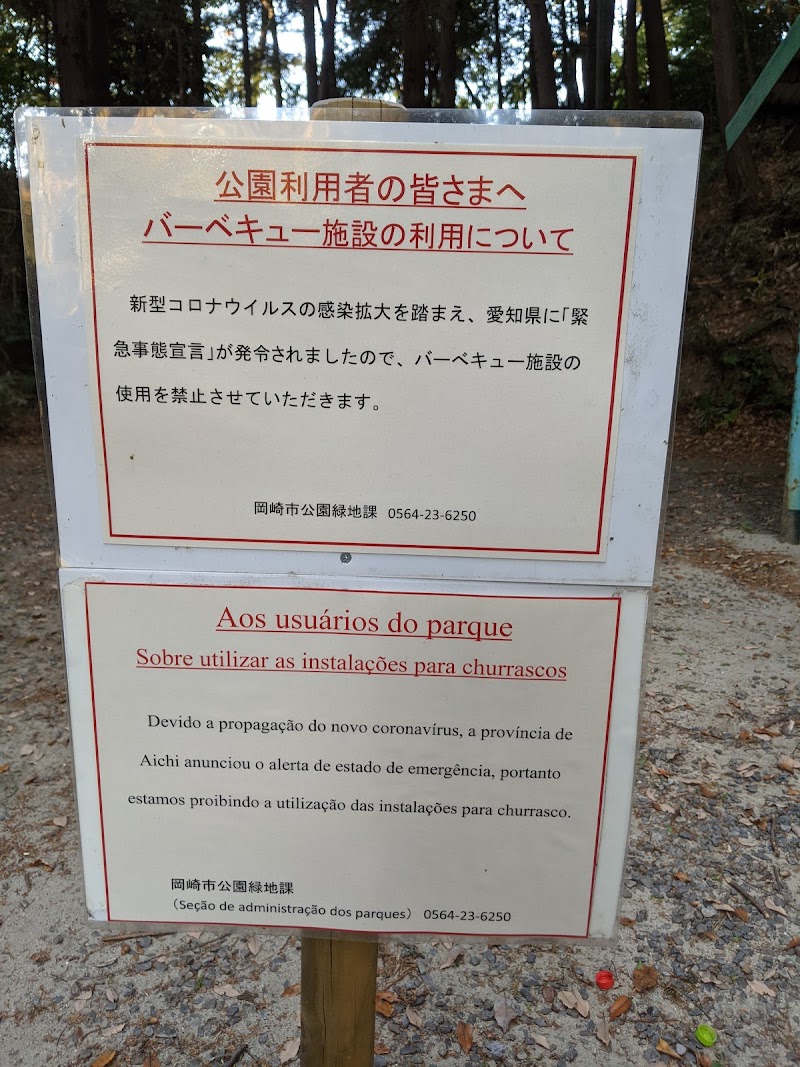 公園利用者の皆さまへ
バーベキュー施設の利用について
新型コロナウイルスの感染拡大を踏まえ、愛知県に「緊
急事態宣言」が発令されましたので、バーベキュー施設の
使用を禁止させていただきます。
岡崎市公園緑地課 0564-23-6250
Aos usuários do parque
Sobre utilizar as instalações para churrascos
Devido a propagação do novo coronavírus, a província de
Aichi anunciou o alerta de estado de emergência, portanto
estamos proibindo a utilização das instalações para churrasco.
岡崎市公園緑地課
（Seção de administração dos parques） 0564-23-6250